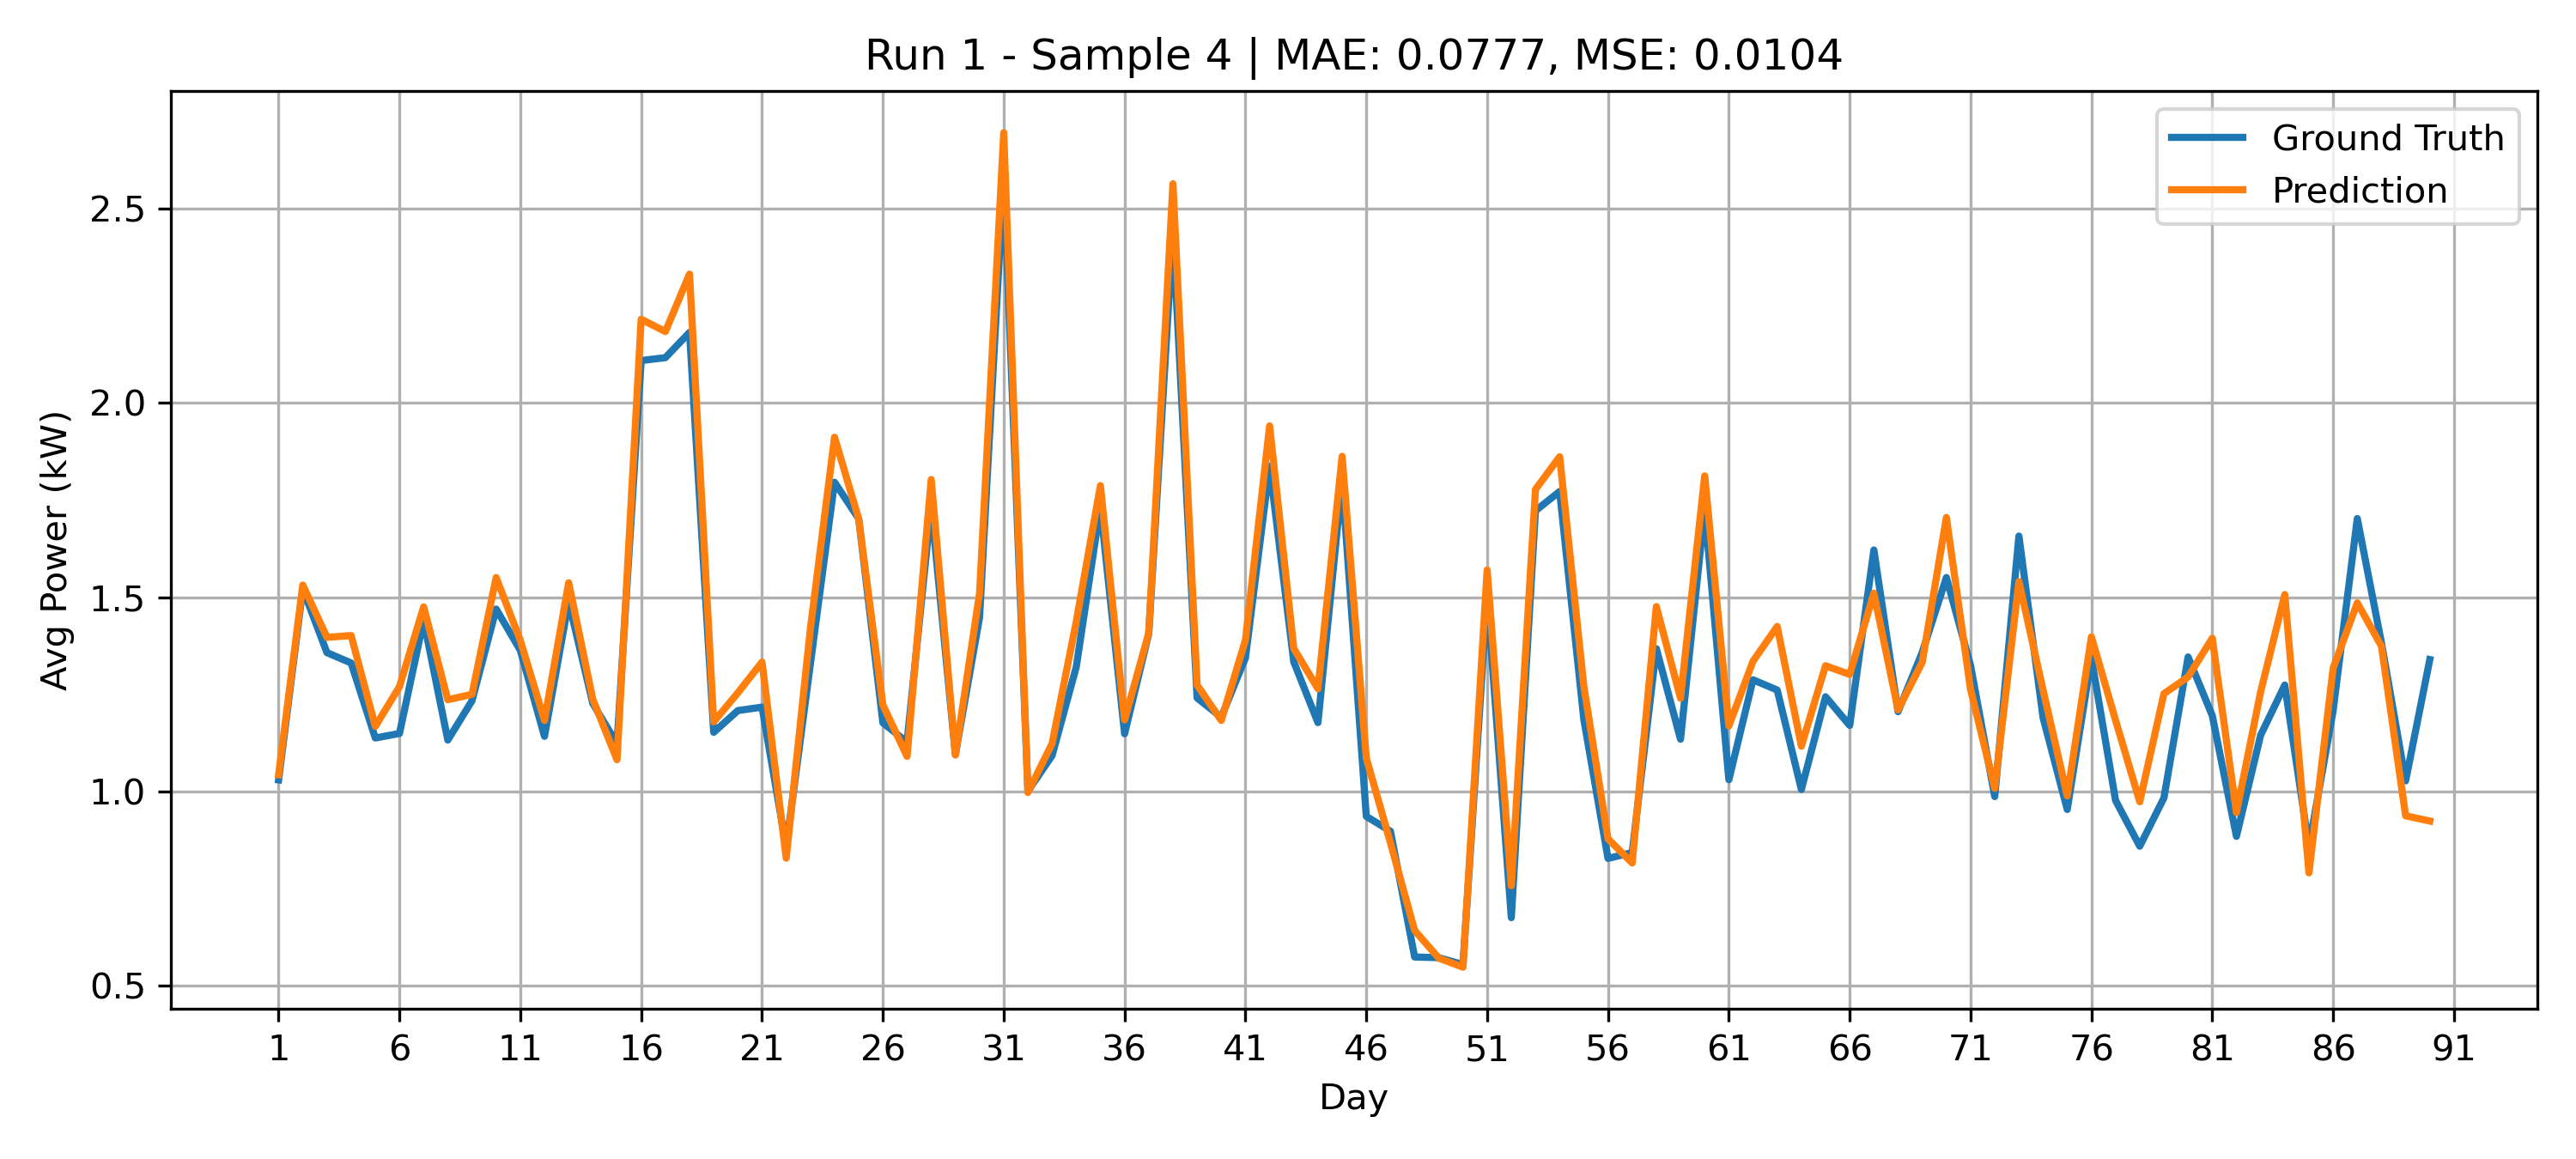 Run 1 - Sample 4 | MAE: 0.0777, MSE: 0.0104
Ground Truth
Prediction
Avg Power (kW)
2.5
2.0
1.5
1.0
0.5
1 6 11 16 21 26 31 36 41 46 51 56 61 66 71 76 81 86 91
Day